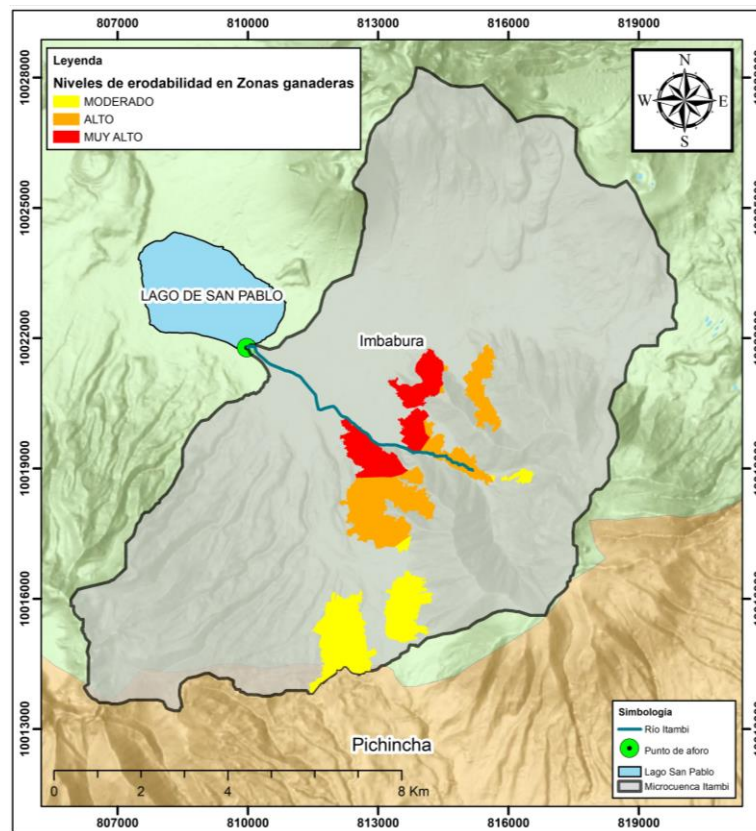 807000 810000 813000 816000 819000
10028000
10025000
10022000
10019000
10016000
10013000
Leyenda
Niveles de erodabilidad en Zonas ganaderas
MODERADO
ALTO
MUY ALTO
N
W E
S
LAGO DE SAN PABLO
Imbabura
Pichincha
0 2 4 8 Km
Simbología
Río Itambi
Punto de aforo
Lago San Pablo
Microcuenca Itambi
807000 810000 813000 816000 819000